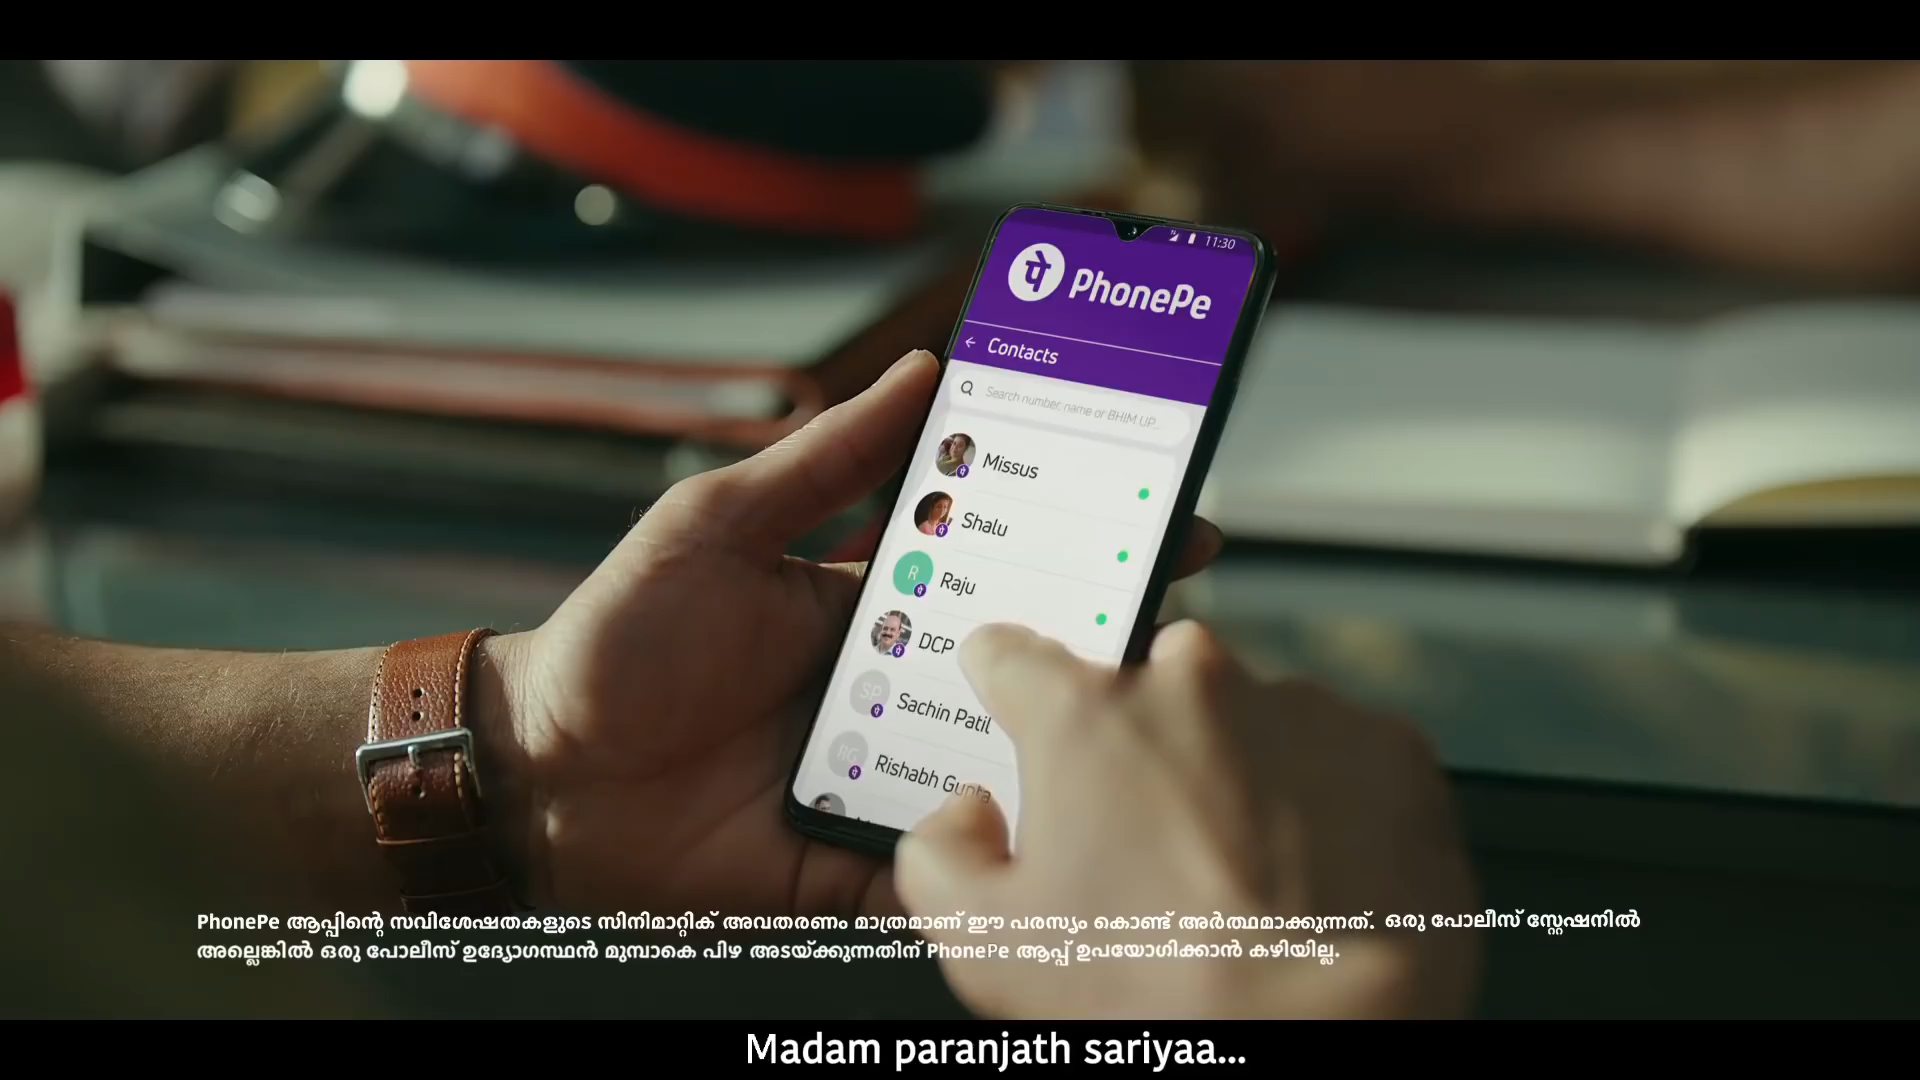 11:30
पे PhonePe
Contacts
Search number, name or BHIM UP...
Missus
Shalu
R
Raju
DCP
SP
Sachin Patil
RG
Rishabh Gupta
PhonePe ആപ്പിന്റെ സവിശേഷതകളുടെ സിനിമാറ്റിക് അവതരണം മാത്രമാണ് ഈ പരസ്യം കൊണ്ട് അർത്ഥമാക്കുന്നത്. ഒരു പോലീസ് സ്റ്റേഷനിൽ
അല്ലെങ്കിൽ ഒരു പോലീസ് ഉദ്യോഗസ്ഥൻ മുമ്പാകെ പിഴ അടയ്ക്കുന്നതിന് PhonePe ആപ്പ് ഉപയോഗിക്കാൻ കഴിയില്ല.
Madam paranjath sariyaa...